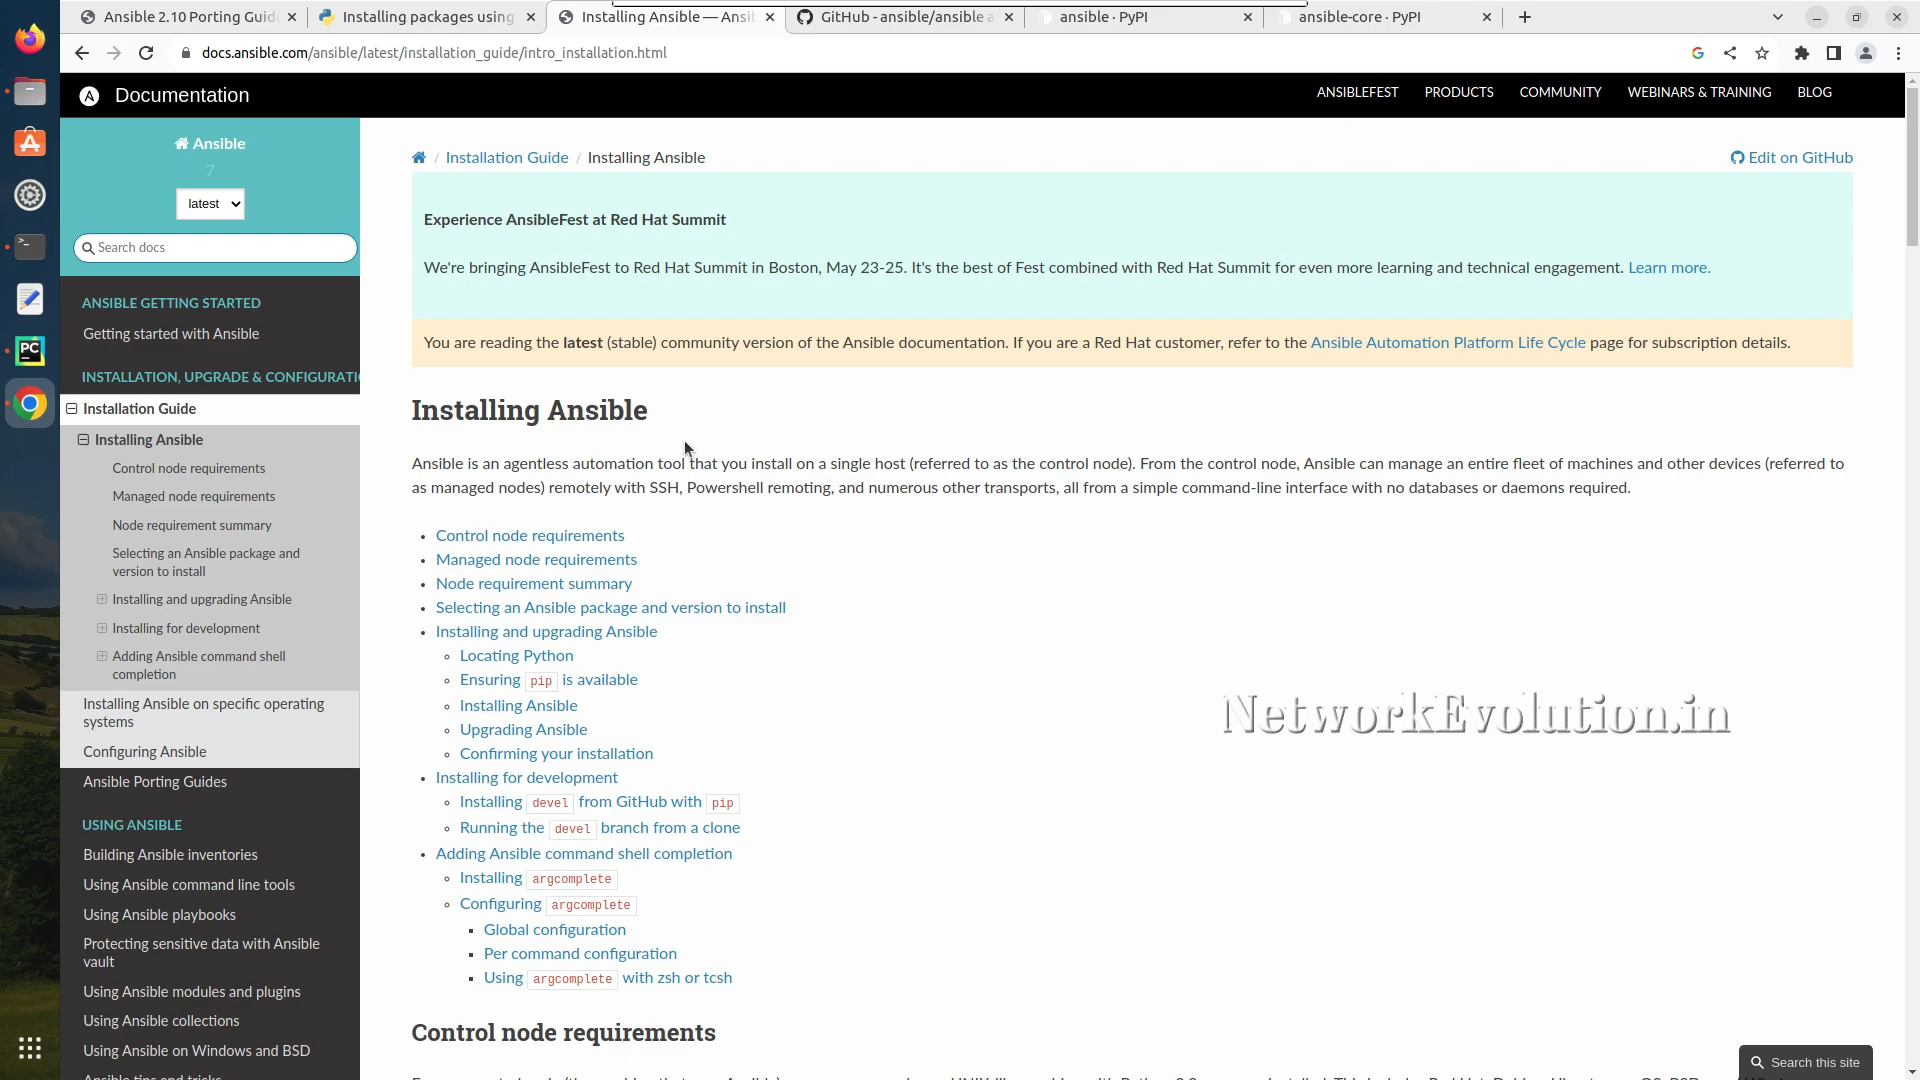 Ansible 2.10 Porting Guid
Installing packages using
Installing Ansible — Ansi
GitHub - ansible/ansible a
ansible · PyPI
ansible-core · PyPI
docs.ansible.com/ansible/latest/installation_guide/intro_installation.html
Documentation
ANSIBLEFEST
PRODUCTS
COMMUNITY
WEBINARS & TRAINING
BLOG
Ansible
7
latest
Search docs
ANSIBLE GETTING STARTED
Getting started with Ansible
INSTALLATION, UPGRADE & CONFIGURATI
Installation Guide
Installing Ansible
Control node requirements
Managed node requirements
Node requirement summary
Selecting an Ansible package and
version to install
Installing and upgrading Ansible
Installing for development
Adding Ansible command shell
completion
Installing Ansible on specific operating
systems
Configuring Ansible
Ansible Porting Guides
USING ANSIBLE
Building Ansible inventories
Using Ansible command line tools
Using Ansible playbooks
Protecting sensitive data with Ansible
vault
Using Ansible modules and plugins
Using Ansible collections
Using Ansible on Windows and BSD
Ansible tips and tricks
/ Installation Guide / Installing Ansible
Edit on GitHub
Experience AnsibleFest at Red Hat Summit
We're bringing AnsibleFest to Red Hat Summit in Boston, May 23-25. It's the best of Fest combined with Red Hat Summit for even more learning and technical engagement. Learn more.
You are reading the latest (stable) community version of the Ansible documentation. If you are a Red Hat customer, refer to the Ansible Automation Platform Life Cycle page for subscription details.
Installing Ansible
Ansible is an agentless automation tool that you install on a single host (referred to as the control node). From the control node, Ansible can manage an entire fleet of machines and other devices (referred to
as managed nodes) remotely with SSH, Powershell remoting, and numerous other transports, all from a simple command-line interface with no databases or daemons required.
Control node requirements
Managed node requirements
Node requirement summary
Selecting an Ansible package and version to install
Installing and upgrading Ansible
Locating Python
Ensuring pip is available
Installing Ansible
Upgrading Ansible
Confirming your installation
Installing for development
Installing devel from GitHub with pip
Running the devel branch from a clone
Adding Ansible command shell completion
Installing argcomplete
Configuring argcomplete
Global configuration
Per command configuration
Using argcomplete with zsh or tcsh
Control node requirements
NetworkEvolution.in
Search this site
PC